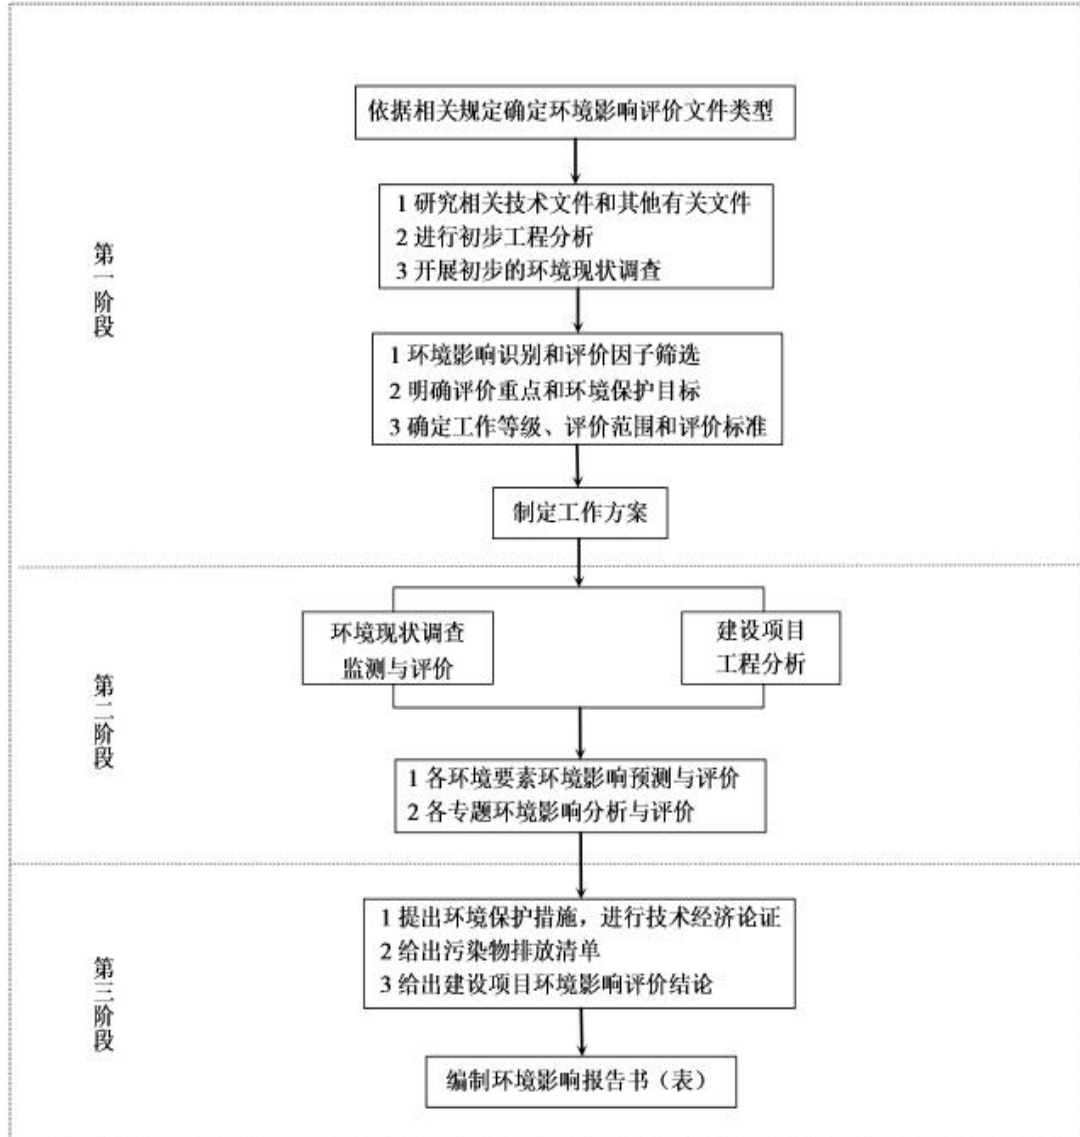 依据相关规定确定环境影响评价文件类型
1 研究相关技术文件和其他有关文件
2 进行初步工程分析
3 开展初步的环境现状调查
第一阶段
1 环境影响识别和评价因子筛选
2 明确评价重点和环境保护目标
3 确定工作等级、评价范围和评价标准
制定工作方案
环境现状调查
监测与评价
建设项目
工程分析
第二阶段
1 各环境要素环境影响预测与评价
2 各专题环境影响分析与评价
1 提出环境保护措施，进行技术经济论证
2 给出污染物排放清单
3 给出建设项目环境影响评价结论
第三阶段
编制环境影响报告书（表）